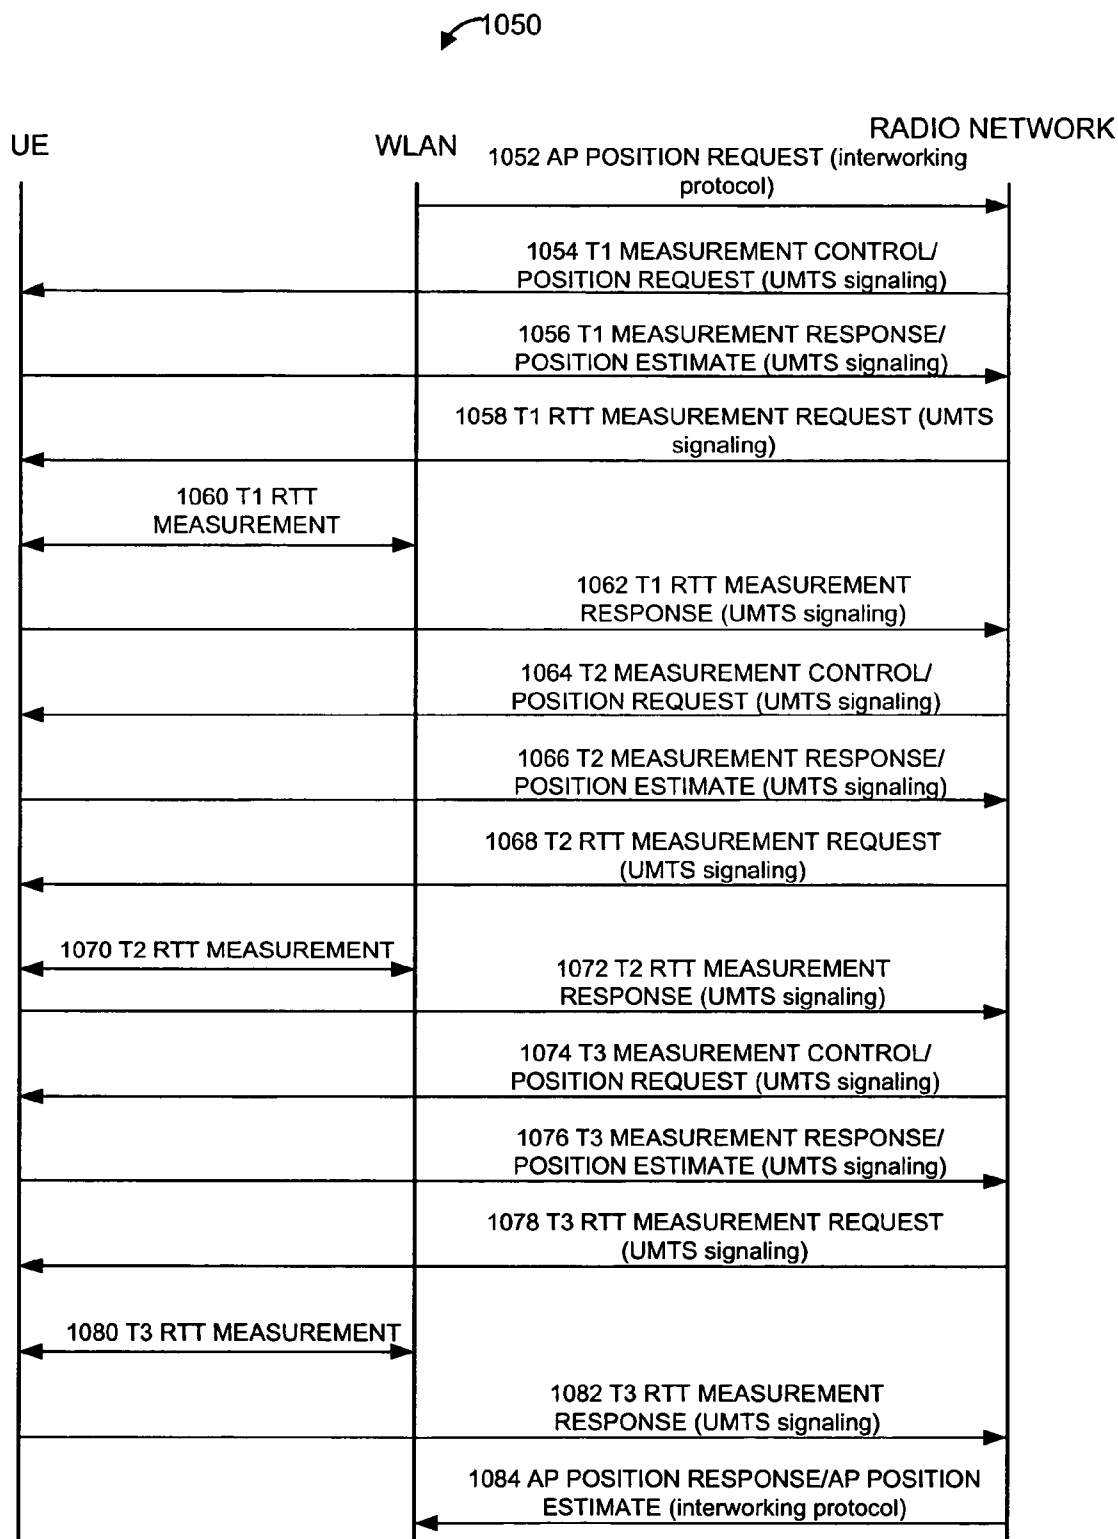 1050
UE
WLAN
RADIO NETWORK
1052 AP POSITION REQUEST (interworking
protocol)
1054 T1 MEASUREMENT CONTROL/
POSITION REQUEST (UMTS signaling)
1056 T1 MEASUREMENT RESPONSE/
POSITION ESTIMATE (UMTS signaling)
1058 T1 RTT MEASUREMENT REQUEST (UMTS
signaling)
1060 T1 RTT
MEASUREMENT
1062 T1 RTT MEASUREMENT
RESPONSE (UMTS signaling)
1064 T2 MEASUREMENT CONTROL/
POSITION REQUEST (UMTS signaling)
1066 T2 MEASUREMENT RESPONSE/
POSITION ESTIMATE (UMTS signaling)
1068 T2 RTT MEASUREMENT REQUEST
(UMTS signaling)
1070 T2 RTT MEASUREMENT
1072 T2 RTT MEASUREMENT
RESPONSE (UMTS signaling)
1074 T3 MEASUREMENT CONTROL/
POSITION REQUEST (UMTS signaling)
1076 T3 MEASUREMENT RESPONSE/
POSITION ESTIMATE (UMTS signaling)
1078 T3 RTT MEASUREMENT REQUEST
(UMTS signaling)
1080 T3 RTT MEASUREMENT
1082 T3 RTT MEASUREMENT
RESPONSE (UMTS signaling)
1084 AP POSITION RESPONSE/AP POSITION
ESTIMATE (interworking protocol)